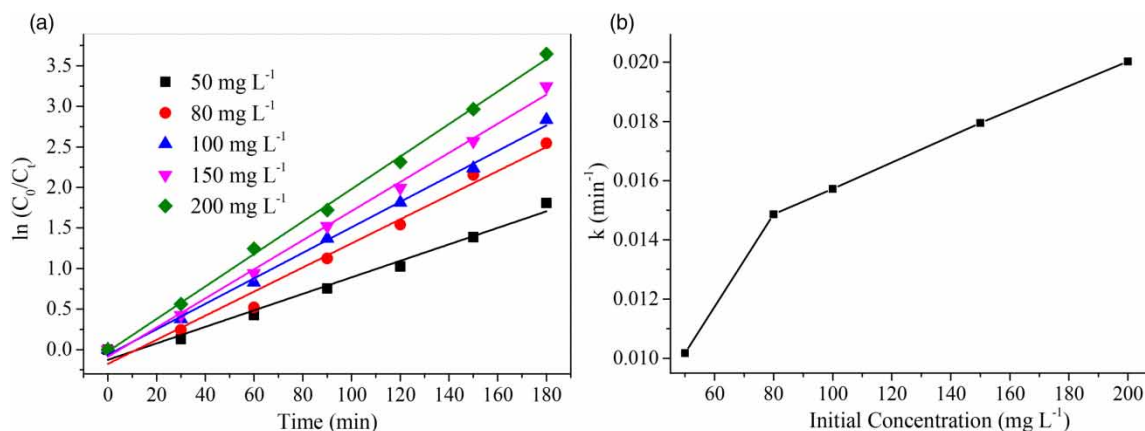 (a)
50 mg L⁻¹
80 mg L⁻¹
100 mg L⁻¹
150 mg L⁻¹
200 mg L⁻¹
ln (C₀/Cₜ)
3.5
3.0
2.5
2.0
1.5
1.0
0.5
0.0
0 20 40 60 80 100 120 140 160 180
Time (min)
(b)
k (min⁻¹)
0.020
0.018
0.016
0.014
0.012
0.010
60 80 100 120 140 160 180 200
Initial Concentration (mg L⁻¹)